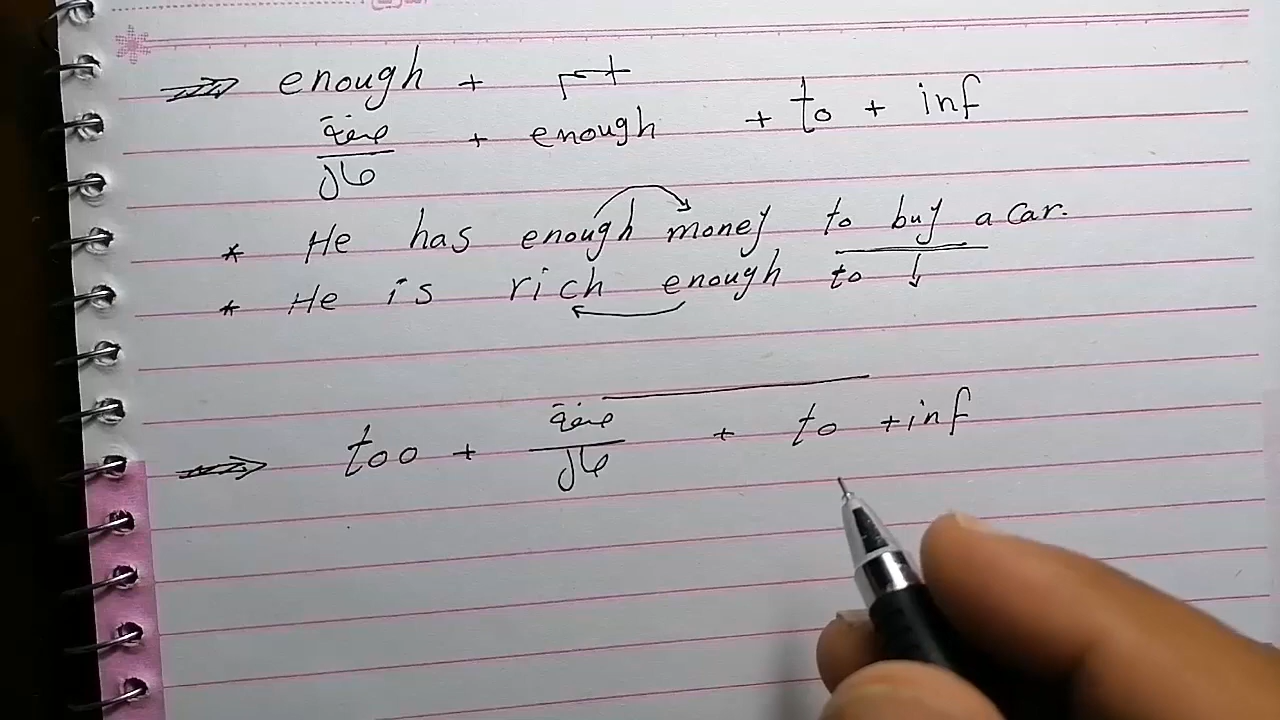 enough + اسم
صفة
حال + enough + to + inf
* He has enough money to buy a car.
* He is rich enough to
too + صفة
حال + to + inf